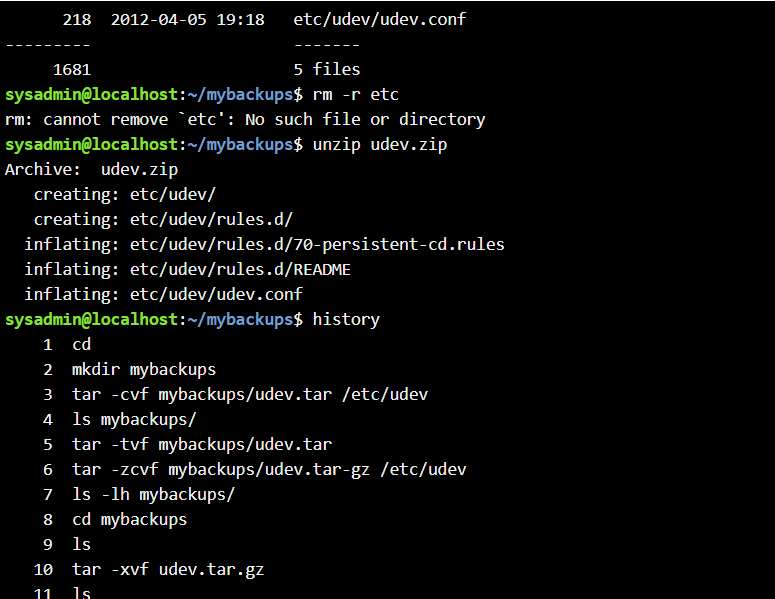 218  2012-04-05 19:18   etc/udev/udev.conf
---------                     -------
1681                     5 files
sysadmin@localhost:~/mybackups$ rm -r etc
rm: cannot remove `etc': No such file or directory
sysadmin@localhost:~/mybackups$ unzip udev.zip
Archive:  udev.zip
   creating: etc/udev/
   creating: etc/udev/rules.d/
  inflating: etc/udev/rules.d/70-persistent-cd.rules
  inflating: etc/udev/rules.d/README
  inflating: etc/udev/udev.conf
sysadmin@localhost:~/mybackups$ history
    1  cd
    2  mkdir mybackups
    3  tar -cvf mybackups/udev.tar /etc/udev
    4  ls mybackups/
    5  tar -tvf mybackups/udev.tar
    6  tar -zcvf mybackups/udev.tar-gz /etc/udev
    7  ls -lh mybackups/
    8  cd mybackups
    9  ls
   10  tar -xvf udev.tar.gz
   11  ls